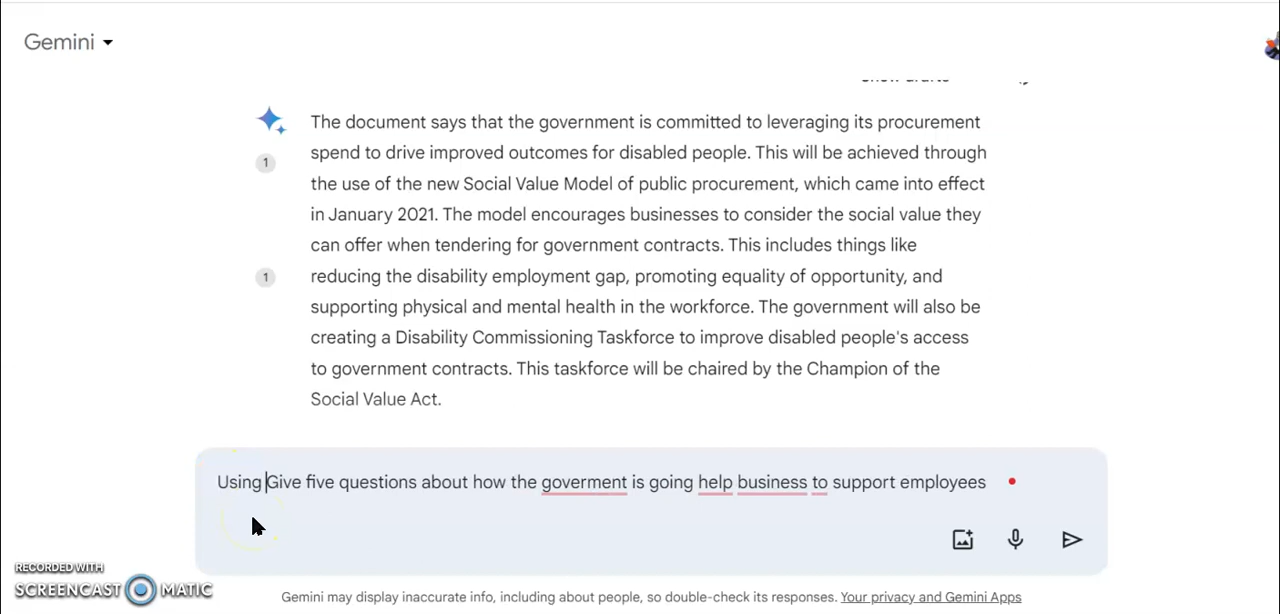 Gemini
The document says that the government is committed to leveraging its procurement
1
spend to drive improved outcomes for disabled people. This will be achieved through
the use of the new Social Value Model of public procurement, which came into effect
in January 2021. The model encourages businesses to consider the social value they
can offer when tendering for government contracts. This includes things like
1
reducing the disability employment gap, promoting equality of opportunity, and
supporting physical and mental health in the workforce. The government will also be
creating a Disability Commissioning Taskforce to improve disabled people's access
to government contracts. This taskforce will be chaired by the Champion of the
Social Value Act.
Using Give five questions about how the goverment is going help business to support employees
RECORDED WITH
SCREENCAST MATIC
Gemini may display inaccurate info, including about people, so double-check its responses. Your privacy and Gemini Apps